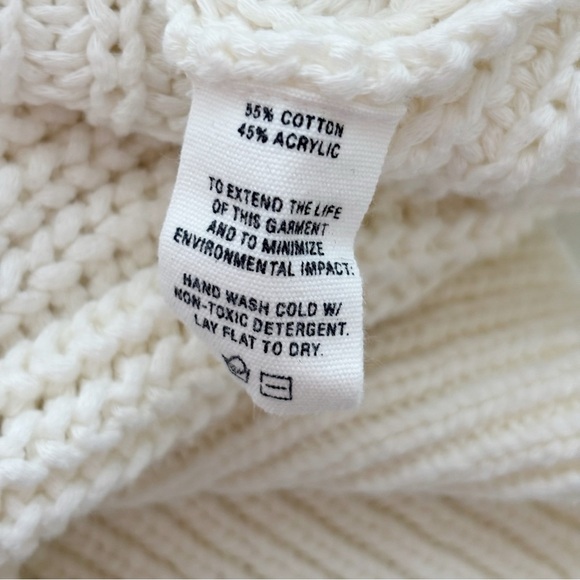 55% COTTON
45% ACRYLIC
TO EXTEND THE LIFE
OF THIS GARMENT
AND TO MINIMIZE
ENVIRONMENTAL IMPACT:
HAND WASH COLD W/
NON-TOXIC DETERGENT.
LAY FLAT TO DRY.